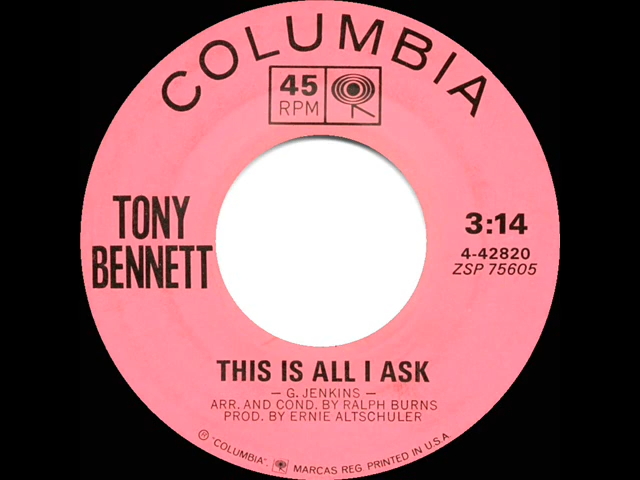 COLUMBIA
45
RPM
TONY
BENNETT
3:14
4-42820
ZSP 75605
THIS IS ALL I ASK
— G. JENKINS —
ARR. AND COND. BY RALPH BURNS
PROD. BY ERNIE ALTSCHULER
Ⓟ "COLUMBIA", MARCAS REG. PRINTED IN U.S.A.